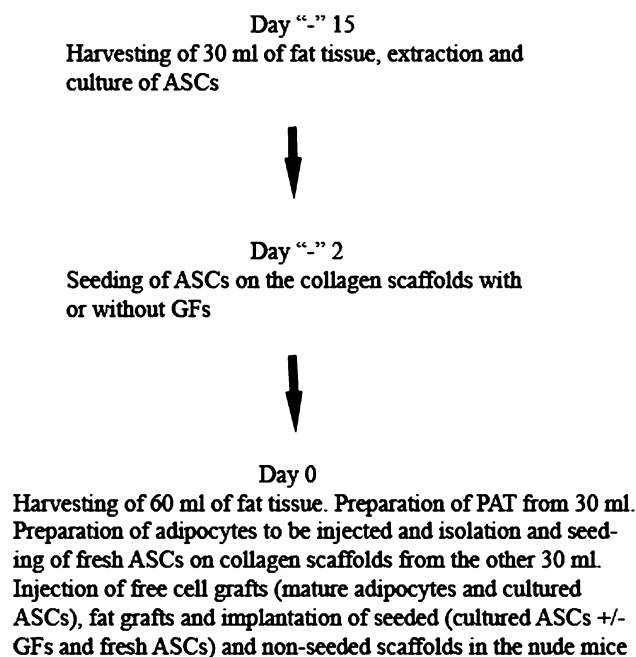 Day “-” 15
Harvesting of 30 ml of fat tissue, extraction and
culture of ASCs
Day “-” 2
Seeding of ASCs on the collagen scaffolds with
or without GFs
Day 0
Harvesting of 60 ml of fat tissue. Preparation of PAT from 30 ml.
Preparation of adipocytes to be injected and isolation and seed-
ing of fresh ASCs on collagen scaffolds from the other 30 ml.
Injection of free cell grafts (mature adipocytes and cultured
ASCs), fat grafts and implantation of seeded (cultured ASCs +/-
GFs and fresh ASCs) and non-seeded scaffolds in the nude mice